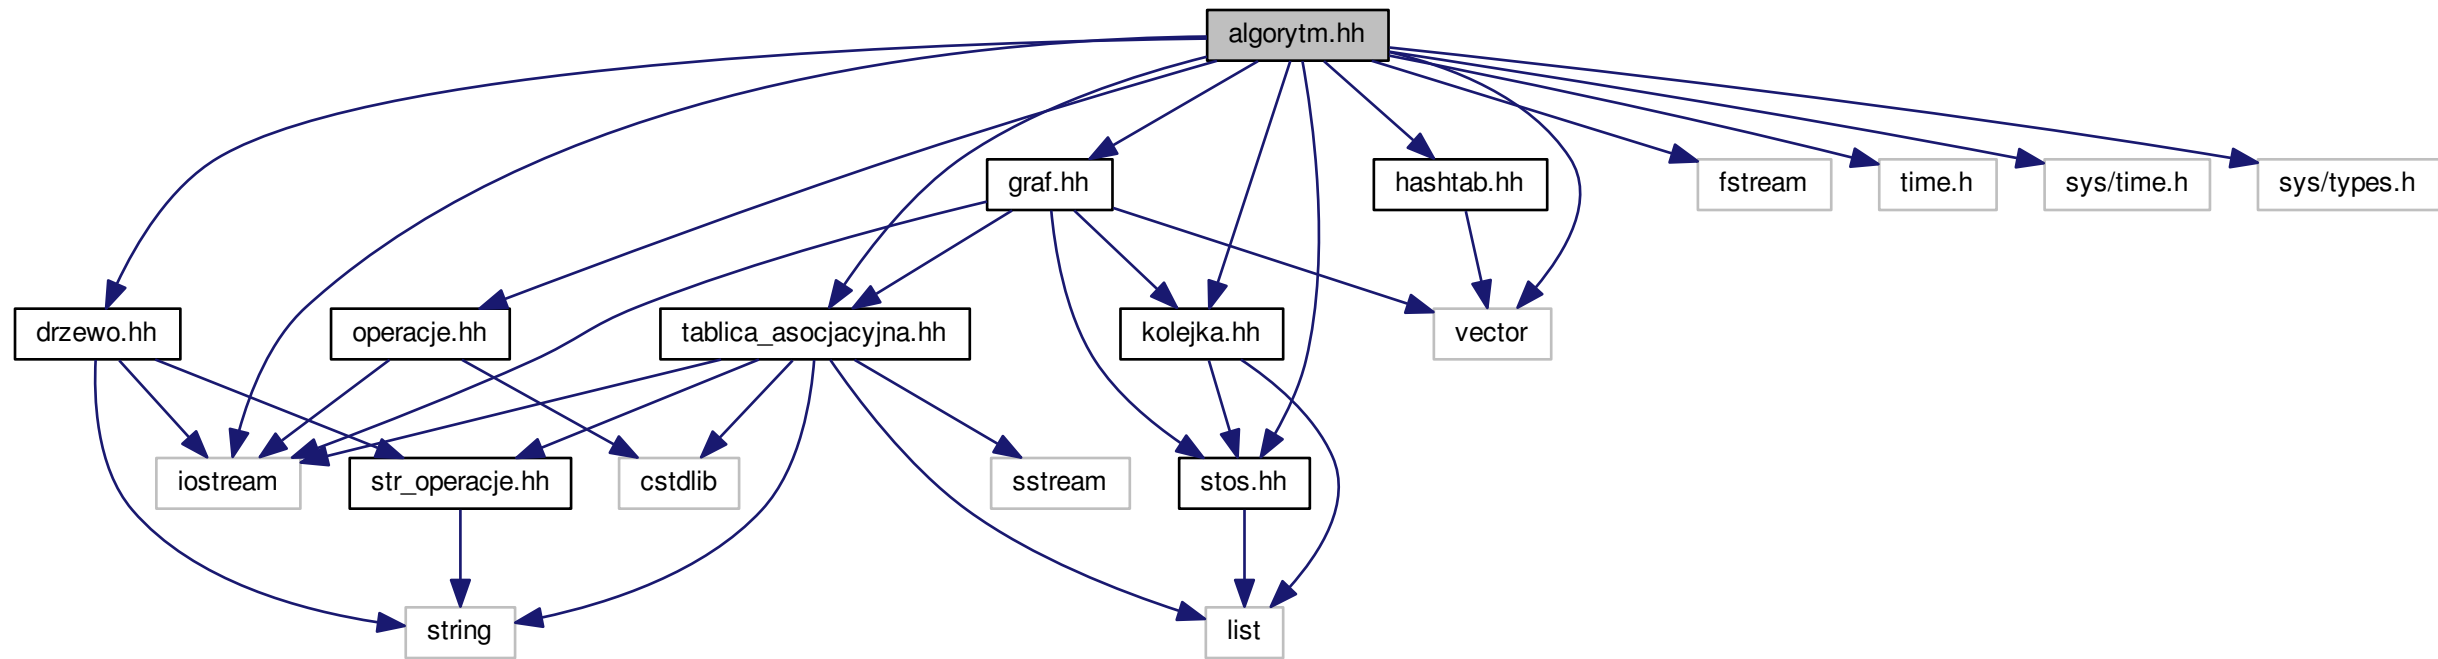 algorytm.hh
graf.hh
hashtab.hh
fstream
time.h
sys/time.h
sys/types.h
drzewo.hh
operacje.hh
tablica_asocjacyjna.hh
kolejka.hh
vector
iostream
str_operacje.hh
cstdlib
sstream
stos.hh
string
list